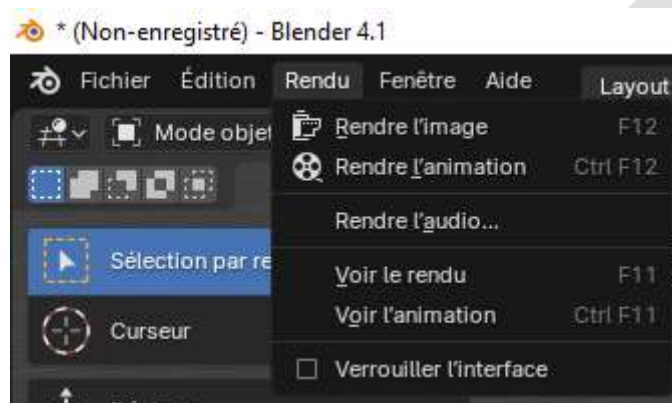 * (Non-enregistré) - Blender 4.1
Fichier Édition Rendu Fenêtre Aide Layout
Mode objet
Rendre l'image F12
Rendre l'animation Ctrl F12
Rendre l'audio...
Sélection par re
Voir le rendu F11
Curseur
Voir l'animation Ctrl F11
Verrouiller l'interface